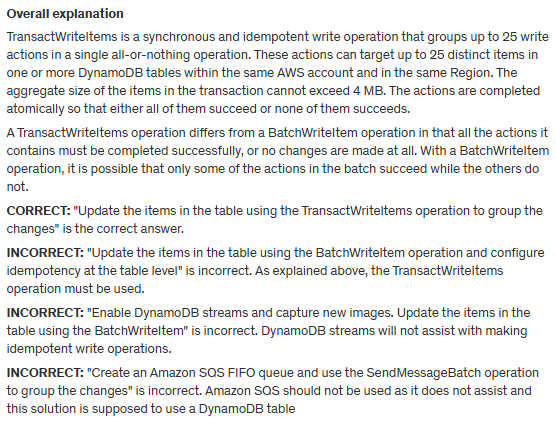 Overall explanation
TransactWriteItems is a synchronous and idempotent write operation that groups up to 25 write
actions in a single all-or-nothing operation. These actions can target up to 25 distinct items in
one or more DynamoDB tables within the same AWS account and in the same Region. The
aggregate size of the items in the transaction cannot exceed 4 MB. The actions are completed
atomically so that either all of them succeed or none of them succeeds.
A TransactWriteItems operation differs from a BatchWriteItem operation in that all the actions it
contains must be completed successfully, or no changes are made at all. With a BatchWriteItem
operation, it is possible that only some of the actions in the batch succeed while the others do
not.
CORRECT: "Update the items in the table using the TransactWriteItems operation to group the
changes" is the correct answer.
INCORRECT: "Update the items in the table using the BatchWriteItem operation and configure
idempotency at the table level" is incorrect. As explained above, the TransactWriteItems
operation must be used.
INCORRECT: "Enable DynamoDB streams and capture new images. Update the items in the
table using the BatchWriteItem" is incorrect. DynamoDB streams will not assist with making
idempotent write operations.
INCORRECT: "Create an Amazon SQS FIFO queue and use the SendMessageBatch operation
to group the changes" is incorrect. Amazon SQS should not be used as it does not assist and
this solution is supposed to use a DynamoDB table